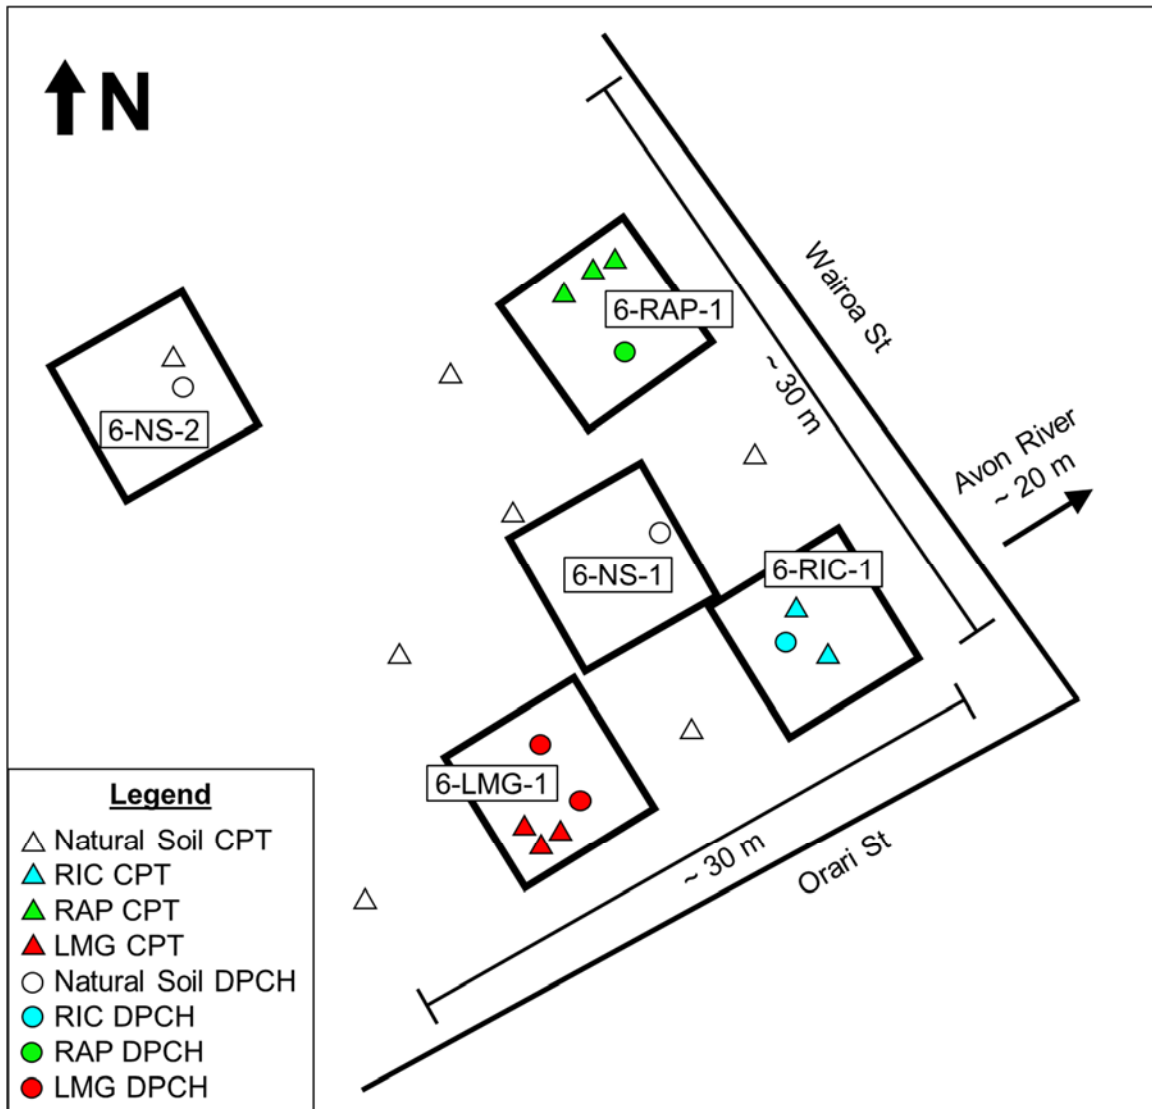 N
Wairoa St
6-RAP-1
~ 30 m
Avon River
~ 20 m
6-NS-2
6-NS-1
6-RIC-1
6-LMG-1
~ 30 m
Orari St
Legend
Natural Soil CPT
RIC CPT
RAP CPT
LMG CPT
Natural Soil DPCH
RIC DPCH
RAP DPCH
LMG DPCH